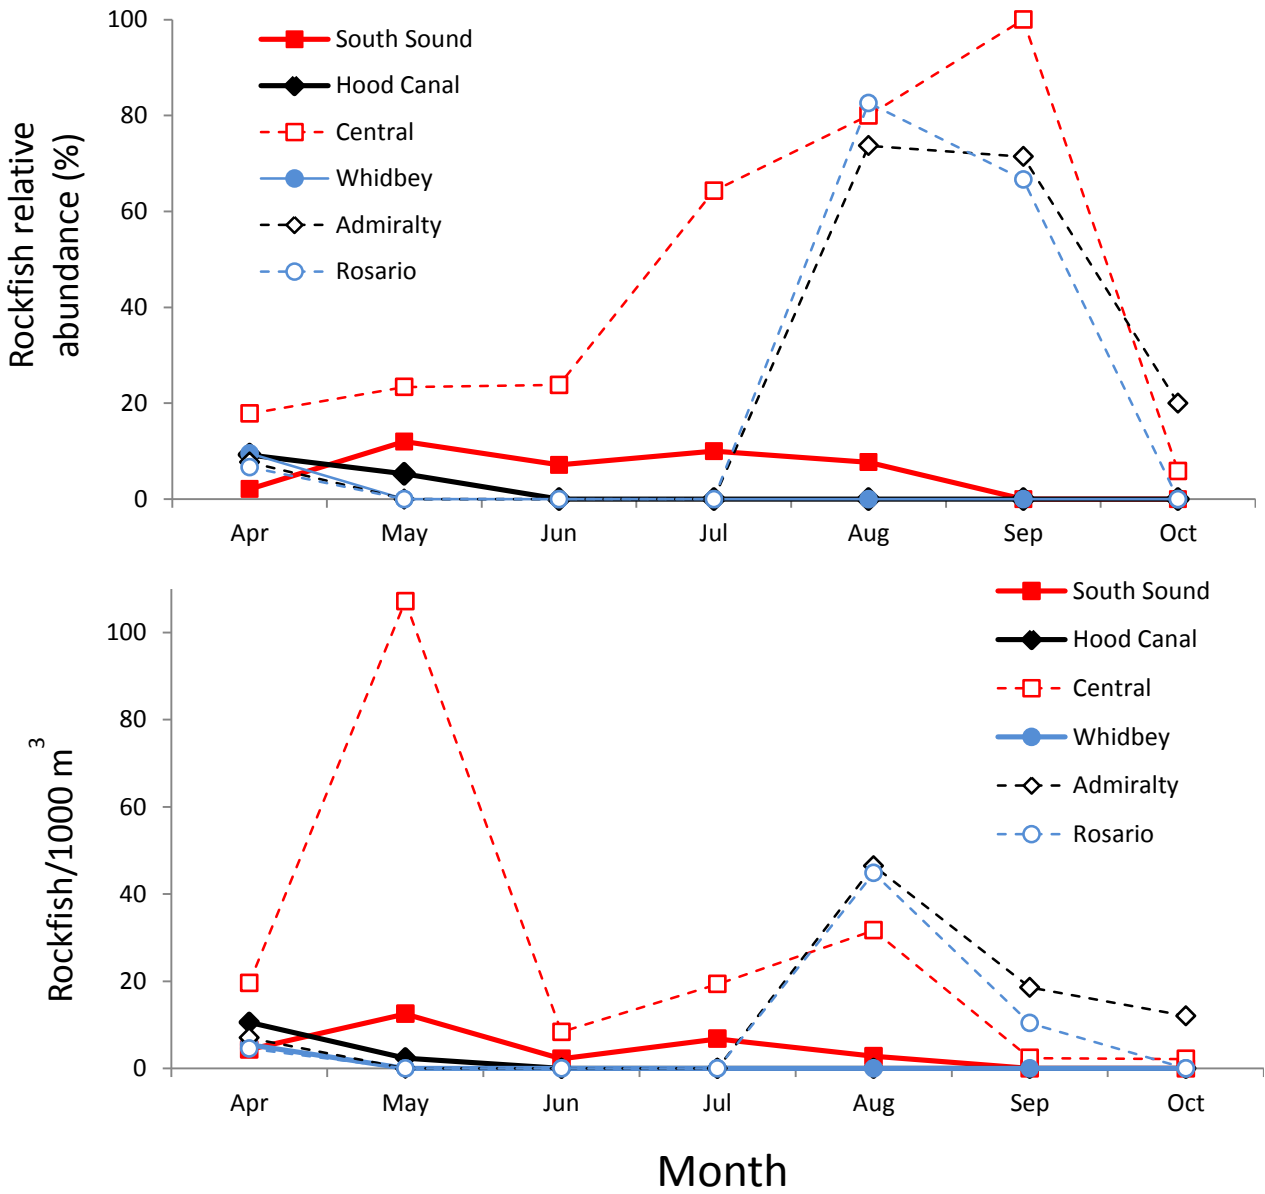 Rockfish relative
abundance (%)
100
80
60
40
20
0
South Sound
Hood Canal
Central
Whidbey
Admiralty
Rosario
Apr May Jun Jul Aug Sep Oct
Rockfish/1000 m³
100
80
60
40
20
0
South Sound
Hood Canal
Central
Whidbey
Admiralty
Rosario
Apr May Jun Jul Aug Sep Oct
Month